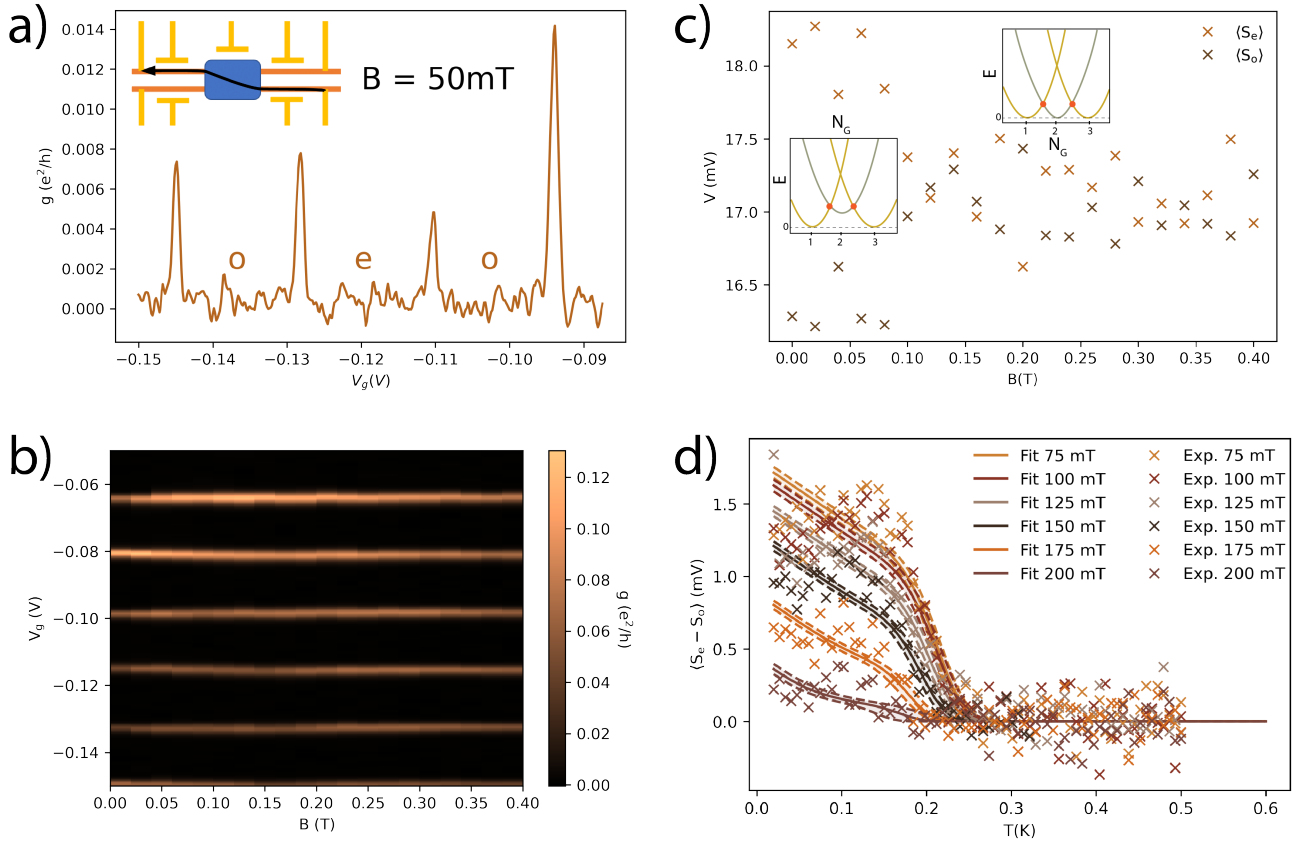 a)
B = 50mT
g (e²/h)
0.014
0.012
0.010
0.008
0.006
0.004
0.002
0.000
o
e
o
−0.15
−0.14
−0.13
−0.12
−0.11
−0.10
−0.09
Vg(V)
c)
V (mV)
18.0
17.5
17.0
16.5
⟨Sₑ⟩
⟨Sₒ⟩
E
0
1
2
3
N_G
E
0
1
2
3
N_G
0.00
0.05
0.10
0.15
0.20
0.25
0.30
0.35
0.40
B(T)
b)
Vg (V)
−0.06
−0.08
−0.10
−0.12
−0.14
0.00
0.05
0.10
0.15
0.20
0.25
0.30
0.35
0.40
B (T)
0.12
0.10
0.08
0.06
0.04
0.02
0.00
g (e²/h)
d)
⟨Sₑ − Sₒ⟩ (mV)
1.5
1.0
0.5
0.0
Fit 75 mT
Fit 100 mT
Fit 125 mT
Fit 150 mT
Fit 175 mT
Fit 200 mT
Exp. 75 mT
Exp. 100 mT
Exp. 125 mT
Exp. 150 mT
Exp. 175 mT
Exp. 200 mT
0.0
0.1
0.2
0.3
0.4
0.5
0.6
T(K)